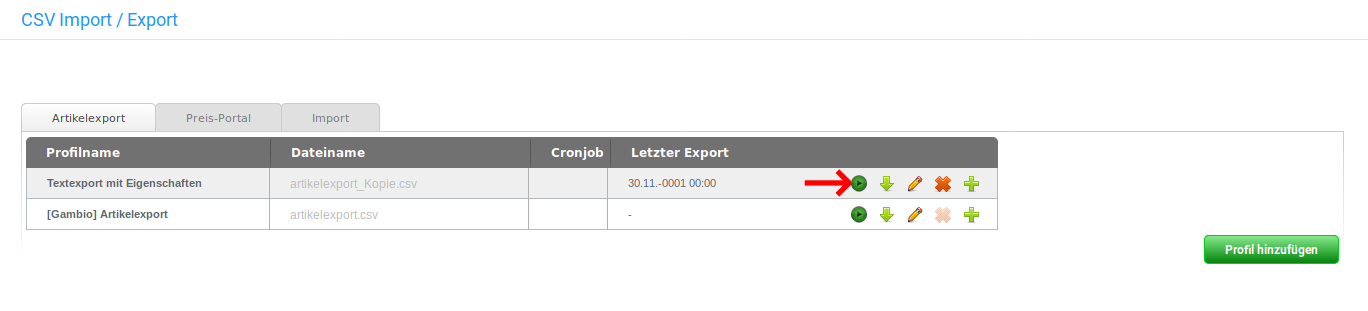 CSV Import / Export
Artikelexport Preis-Portal Import
Profilname Dateiname Cronjob Letzter Export
Textexport mit Eigenschaften artikelexport_Kopie.csv 30.11.-0001 00:00
[Gambio] Artikelexport artikelexport.csv -
Profil hinzufügen